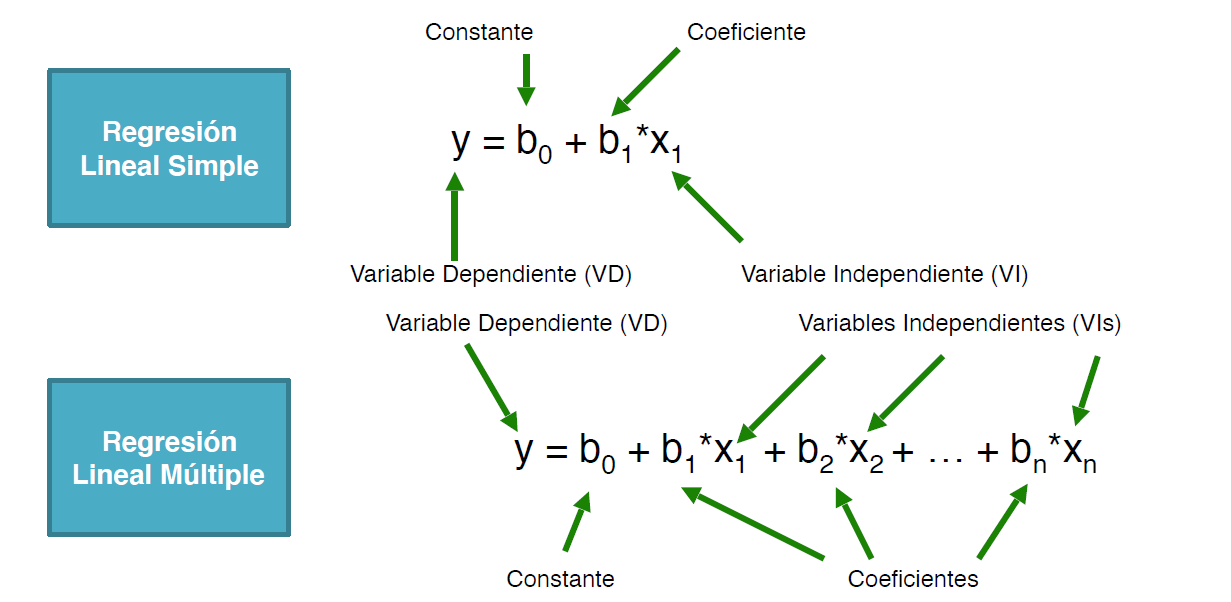 Constante
Coeficiente
Regresión
Lineal Simple
y = b₀ + b₁*x₁
Variable Dependiente (VD)
Variable Independiente (VI)
Variable Dependiente (VD)
Variables Independientes (VIs)
Regresión
Lineal Múltiple
y = b₀ + b₁*x₁ + b₂*x₂ + … + bₙ*xₙ
Constante
Coeficientes